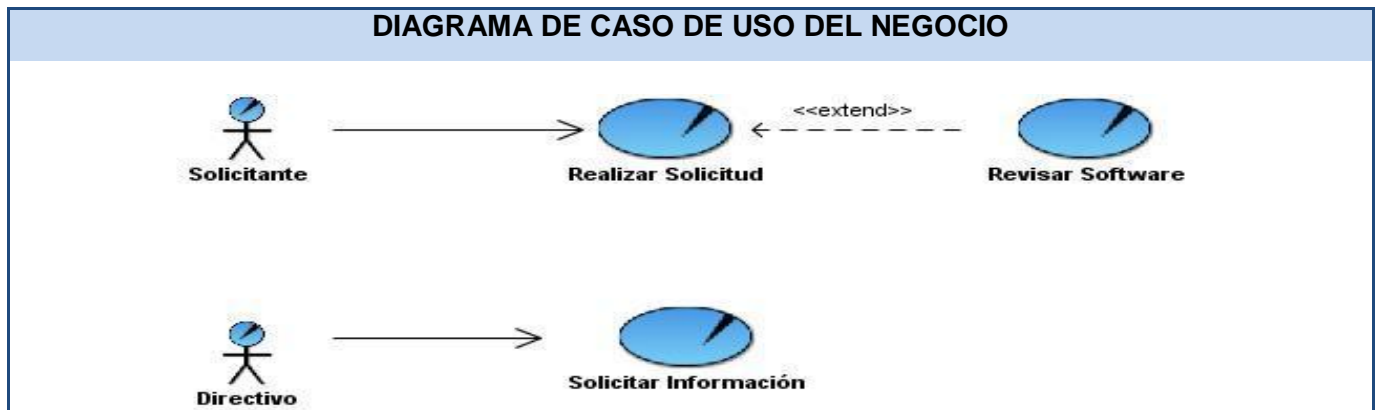 DIAGRAMA DE CASO DE USO DEL NEGOCIO
<<extend>>
Solicitante
Realizar Solicitud
Revisar Software
Directivo
Solicitar Información